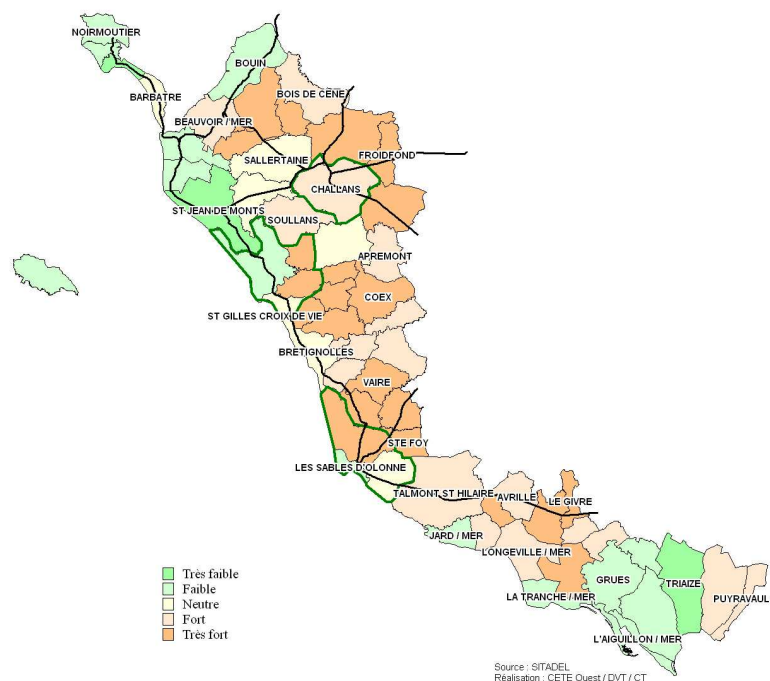 NOIRMOUTIER
BOUIN
BARBATRE
BOIS DE CENE
BEAUVOIR / MER
FROIDFOND
SALLERTAINE
CHALLANS
ST JEAN DE MONTS
SOULLANS
APREMONT
COEX
ST GILLES CROIX DE VIE
BRETIGNOLLES
VAIRE
STE FOY
LES SABLES D'OLONNE
TALMONT ST HILAIRE
AVRILLE
LE GIVRE
JARD / MER
LONGEVILLE / MER
GRUES
TRIAIZE
LA TRANCHE / MER
PUYRAVAUL
L'AIGUILLON / MER
Très faible
Faible
Neutre
Fort
Très fort
Source : SITADEL
Réalisation : CETE Ouest / DVT / CT